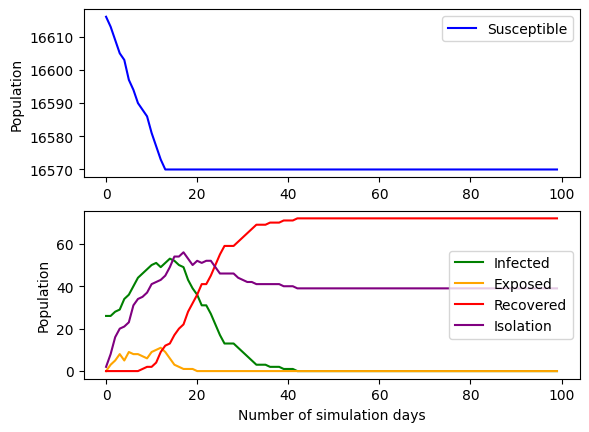 Susceptible
Population
16610
16600
16590
16580
16570
0 20 40 60 80 100
Infected
Exposed
Recovered
Isolation
Population
60
40
20
0
0 20 40 60 80 100
Number of simulation days